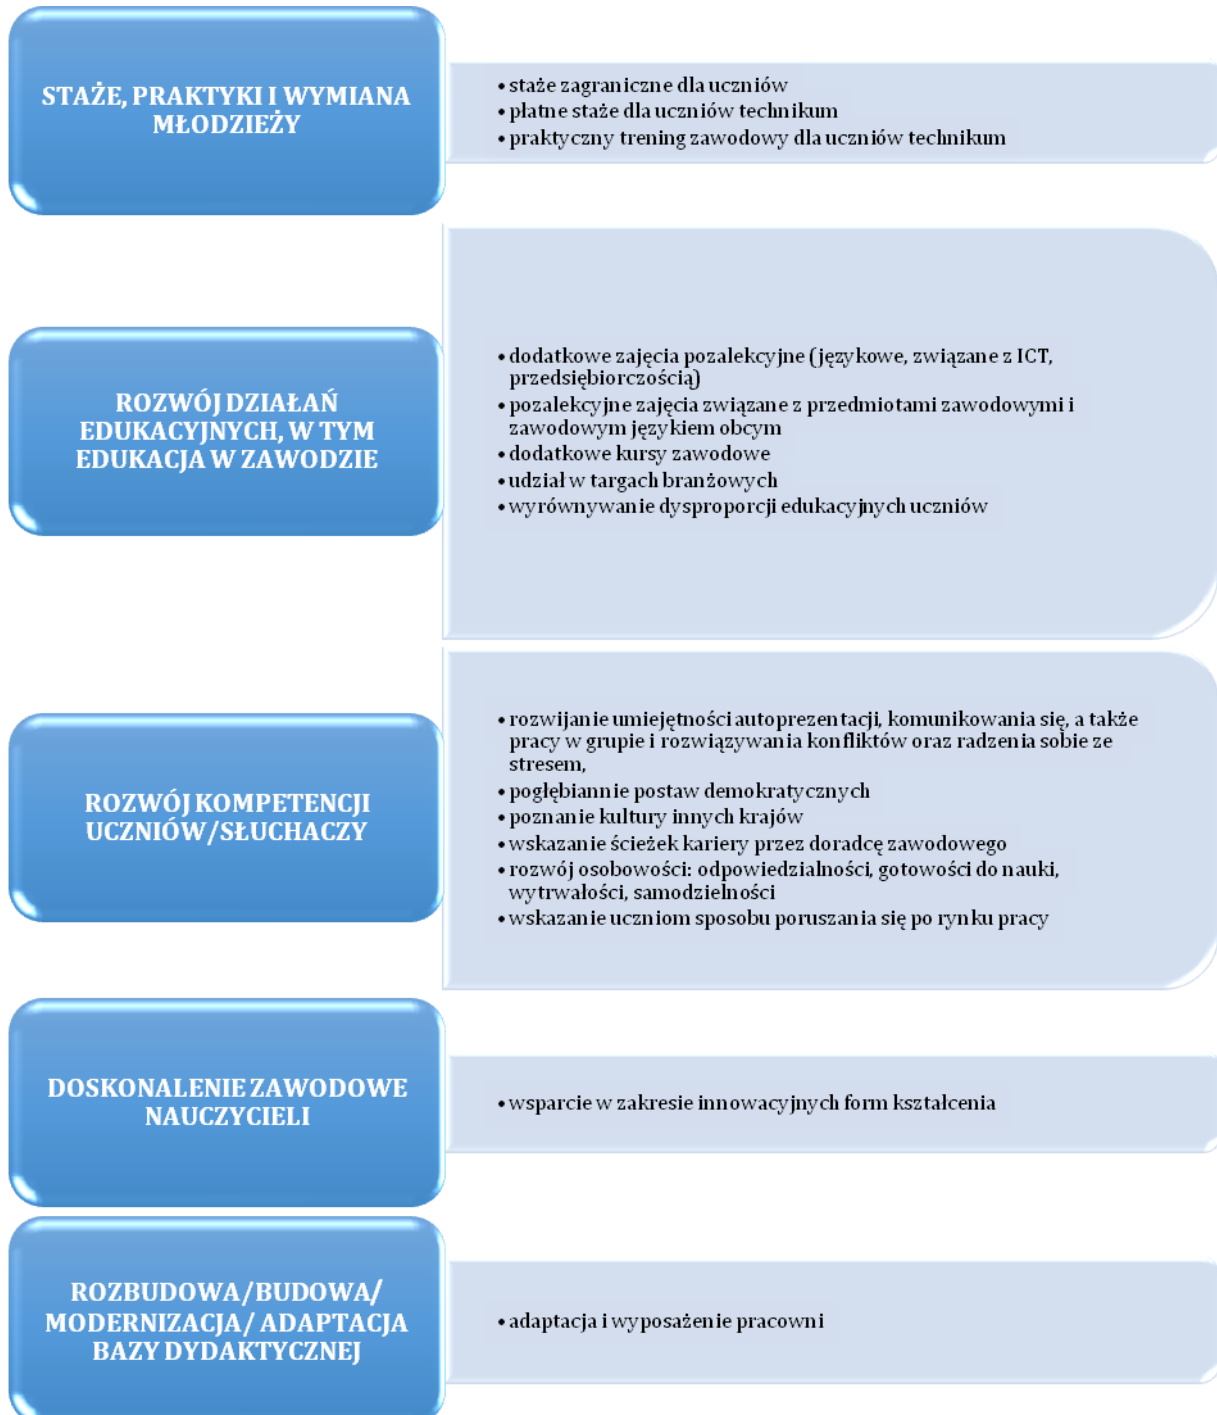 STAŻE, PRAKTYKI I WYMIANA
MŁODZIEŻY
• staże zagraniczne dla uczniów
• płatne staże dla uczniów technikum
• praktyczny trening zawodowy dla uczniów technikum
ROZWÓJ DZIAŁAŃ
EDUKACYJNYCH, W TYM
EDUKACJA W ZAWODZIE
• dodatkowe zajęcia pozalekcyjne (językowe, związane z ICT,
przedsiębiorczością)
• pozalekcyjne zajęcia związane z przedmiotami zawodowymi i
zawodowym językiem obcym
• dodatkowe kursy zawodowe
• udział w targach branżowych
• wyrównywanie dysproporcji edukacyjnych uczniów
ROZWÓJ KOMPETENCJI
UCZNIÓW/SŁUCHACZY
• rozwijanie umiejętności autoprezentacji, komunikowania się, a także
pracy w grupie i rozwiązywania konfliktów oraz radzenia sobie ze
stresem,
• pogłębiannie postaw demokratycznych
• poznanie kultury innych krajów
• wskazanie ścieżek kariery przez doradcę zawodowego
• rozwój osobowości: odpowiedzialności, gotowości do nauki,
wytrwałości, samodzielności
• wskazanie uczniom sposobu poruszania się po rynku pracy
DOSKONALENIE ZAWODOWE
NAUCZYCIELI
• wsparcie w zakresie innowacyjnych form kształcenia
ROZBUDOWA/BUDOWA/
MODERNIZACJA/ ADAPTACJA
BAZY DYDAKTYCZNEJ
• adaptacja i wyposażenie pracowni